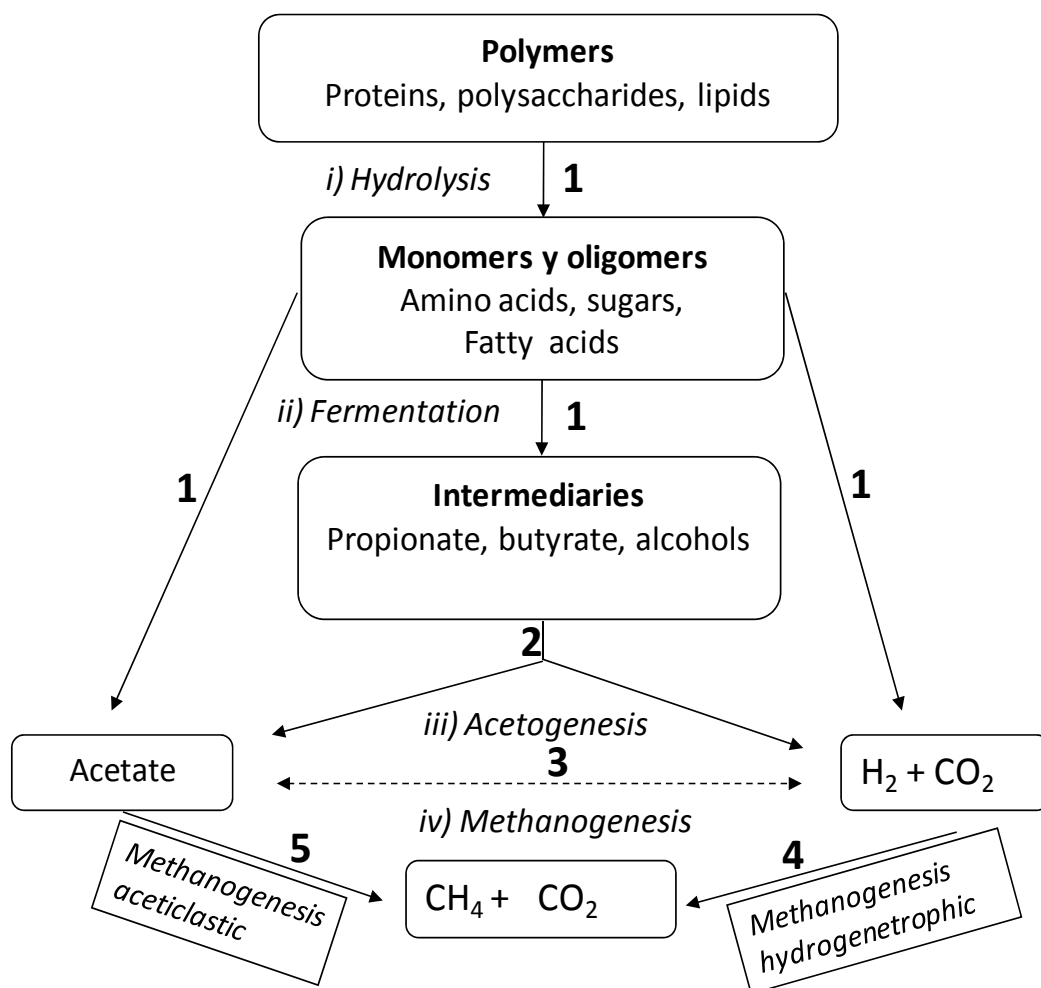 Polymers
Proteins, polysaccharides, lipids
i) Hydrolysis
1
Monomers y oligomers
Amino acids, sugars,
Fatty acids
ii) Fermentation
1
1
1
Intermediaries
Propionate, butyrate, alcohols
2
iii) Acetogenesis
3
Acetate
H₂ + CO₂
iv) Methanogenesis
5
4
Methanogenesis
aceticlastic
CH₄ + CO₂
Methanogenesis
hydrogenetrophic